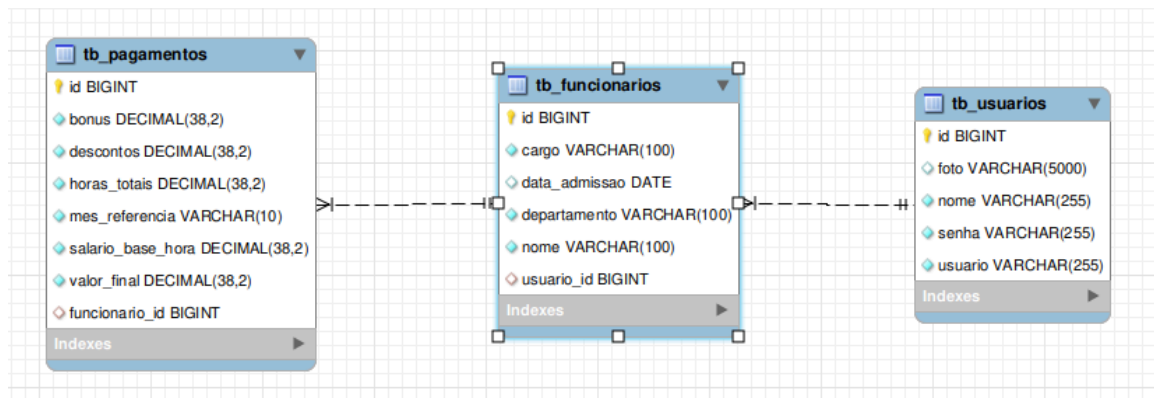 tb_pagamentos
id BIGINT
bonus DECIMAL(38,2)
descontos DECIMAL(38,2)
horas_totais DECIMAL(38,2)
mes_referencia VARCHAR(10)
salario_base_hora DECIMAL(38,2)
valor_final DECIMAL(38,2)
funcionario_id BIGINT
Indexes
tb_funcionarios
id BIGINT
cargo VARCHAR(100)
data_admissao DATE
departamento VARCHAR(100)
nome VARCHAR(100)
usuario_id BIGINT
Indexes
tb_usuarios
id BIGINT
foto VARCHAR(5000)
nome VARCHAR(255)
senha VARCHAR(255)
usuario VARCHAR(255)
Indexes